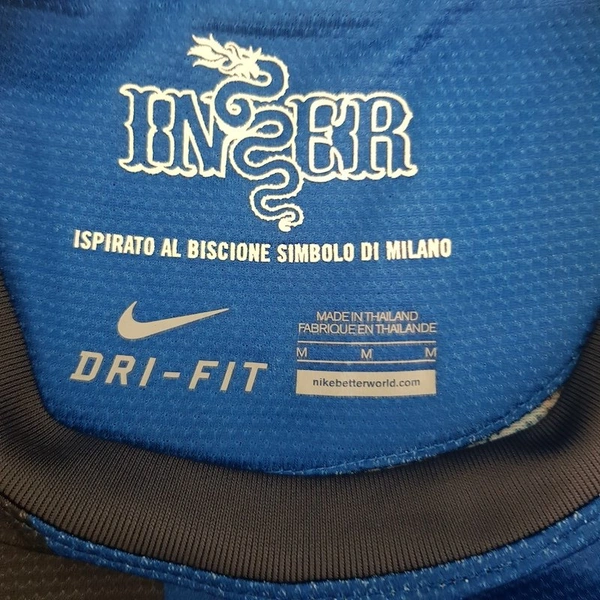 INTER
ISPIRATO AL BISCIONE SIMBOLO DI MILANO
DRI-FIT
MADE IN THAILAND
FABRIQUE EN THAILANDE
M M M
nikebetterworld.com